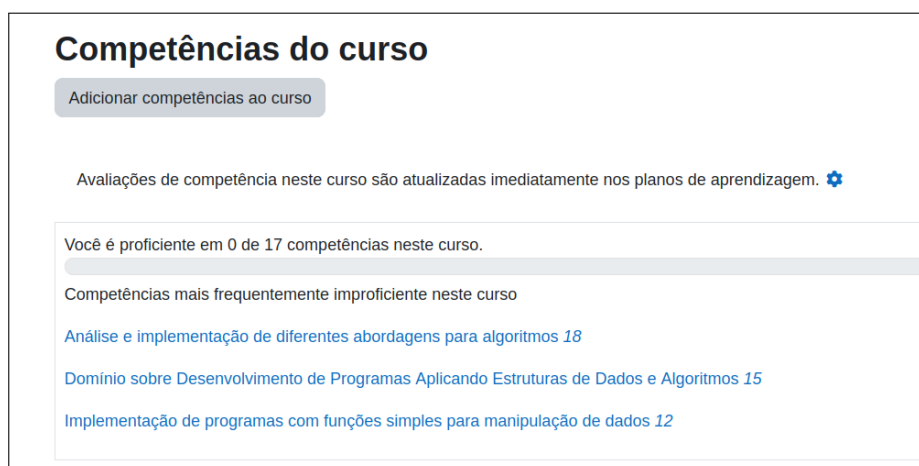 Competências do curso
Adicionar competências ao curso
Avaliações de competência neste curso são atualizadas imediatamente nos planos de aprendizagem.
Você é proficiente em 0 de 17 competências neste curso.
Competências mais frequentemente improficiente neste curso
Análise e implementação de diferentes abordagens para algoritmos 18
Domínio sobre Desenvolvimento de Programas Aplicando Estruturas de Dados e Algoritmos 15
Implementação de programas com funções simples para manipulação de dados 12